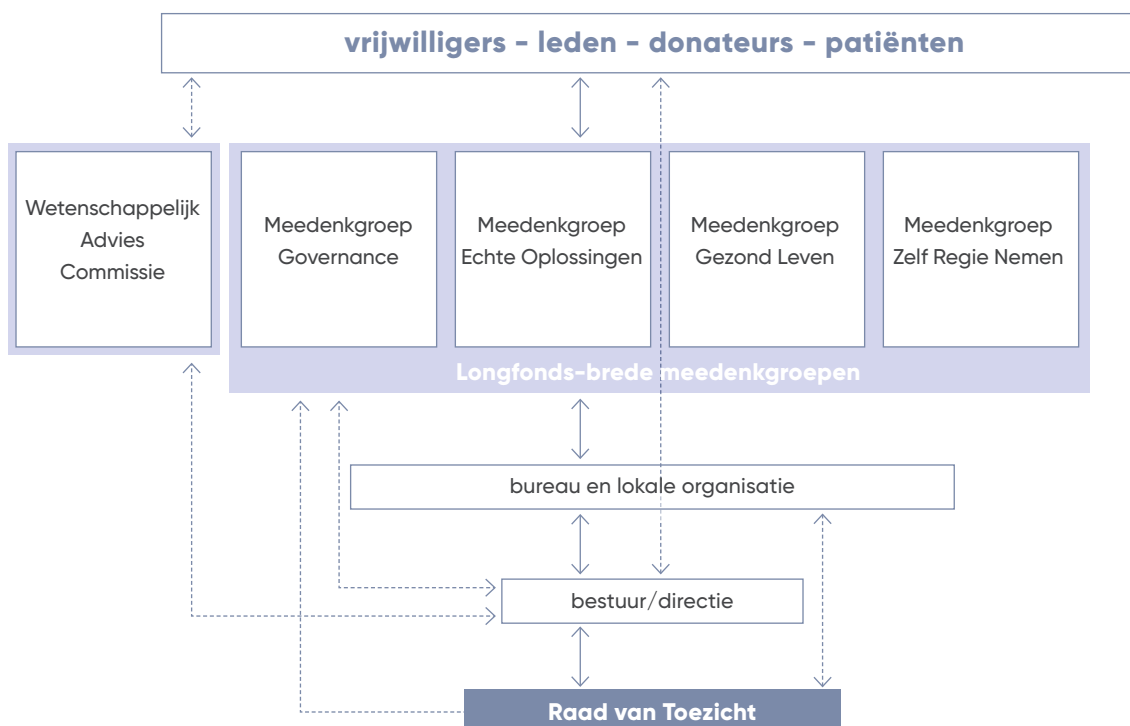 vrijwilligers - leden - donateurs - patiënten
Wetenschappelijk
Advies
Commissie
Meedenkgroep
Governance
Meedenkgroep
Echte Oplossingen
Meedenkgroep
Gezond Leven
Meedenkgroep
Zelf Regie Nemen
Longfonds-brede meedenkgroepen
bureau en lokale organisatie
bestuur/directie
Raad van Toezicht